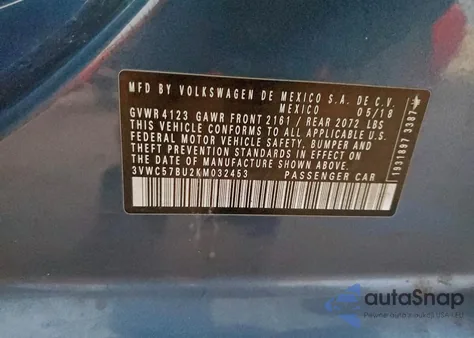 MFD BY VOLKSWAGEN DE MEXICO S.A. DE C.V.
MEXICO 05/18
GVWR 4123 GAWR FRONT 2161 / REAR 2072 LBS
THIS VEHICLE CONFORMS TO ALL APPLICABLE U.S.
FEDERAL MOTOR VEHICLE SAFETY, BUMPER AND
THEFT PREVENTION STANDARDS IN EFFECT ON
THE DATE OF MANUFACTURE SHOWN ABOVE
3VWC57BU2KM032453 PASSENGER CAR
autoSnap